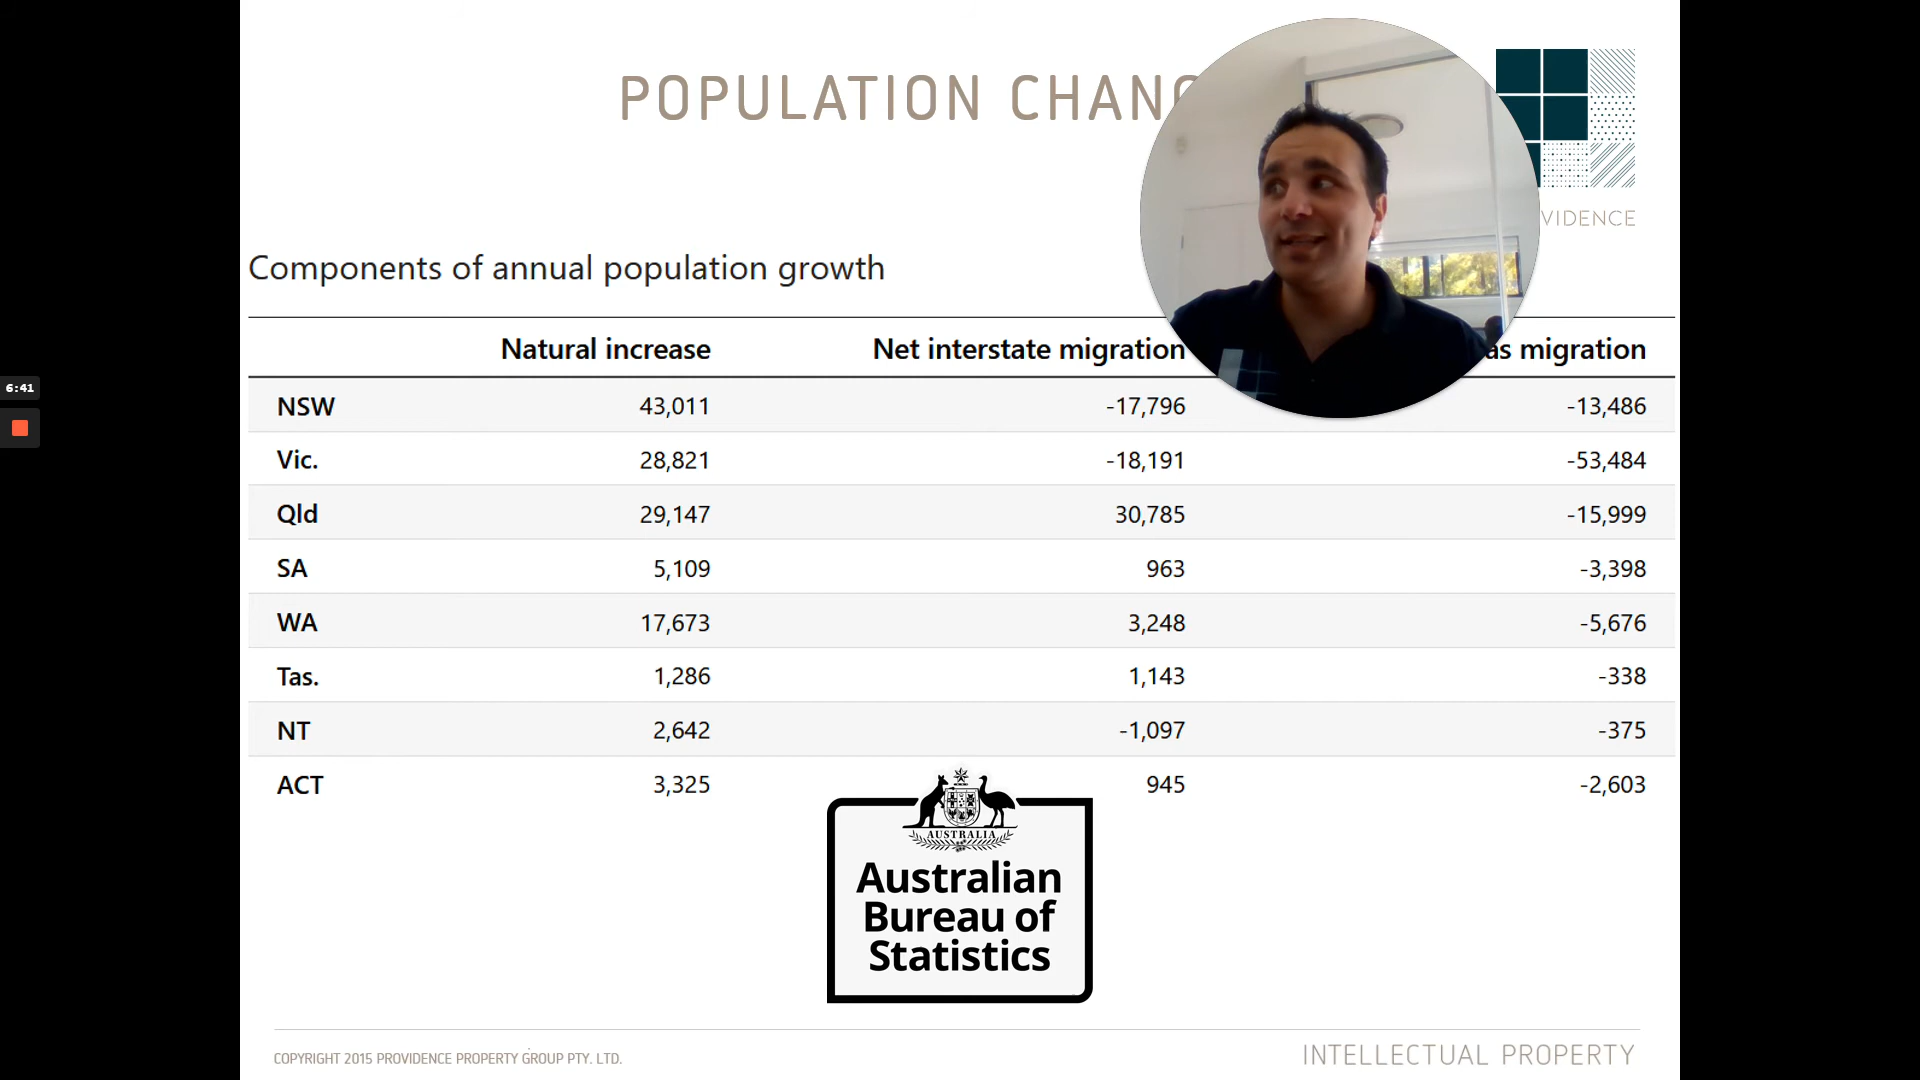 POPULATION CHAN
VIDENCE
Components of annual population growth
Natural increase Net interstate migration as migration
NSW 43,011 -17,796 -13,486
Vic. 28,821 -18,191 -53,484
Qld 29,147 30,785 -15,999
SA 5,109 963 -3,398
WA 17,673 3,248 -5,676
Tas. 1,286 1,143 -338
NT 2,642 -1,097 -375
ACT 3,325 945 -2,603
6:41
AUSTRALIA
Australian
Bureau of
Statistics
COPYRIGHT 2015 PROVIDENCE PROPERTY GROUP PTY. LTD.
INTELLECTUAL PROPERTY